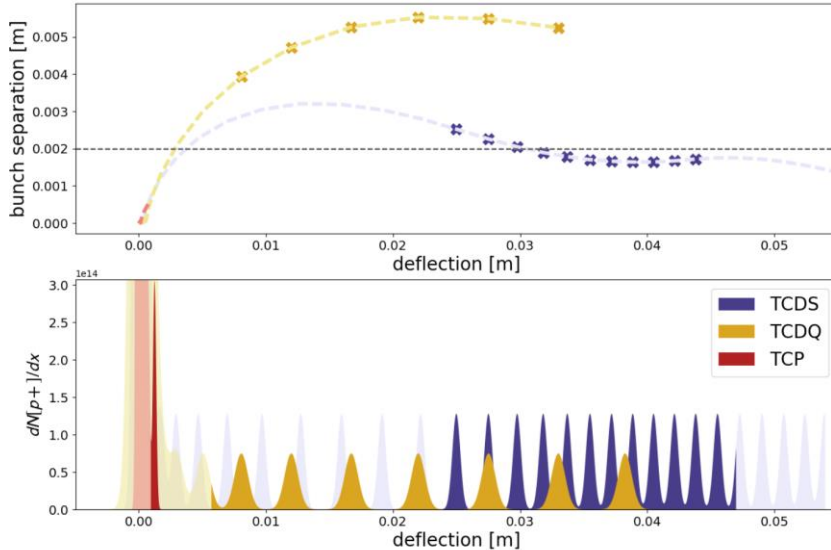 bunch separation [m]
0.005
0.004
0.003
0.002
0.001
0.000
0.00 0.01 0.02 0.03 0.04 0.05
deflection [m]
1e14
dN[p+]/dx
3.0
2.5
2.0
1.5
1.0
0.5
0.0
TCDS
TCDQ
TCP
0.00 0.01 0.02 0.03 0.04 0.05
deflection [m]